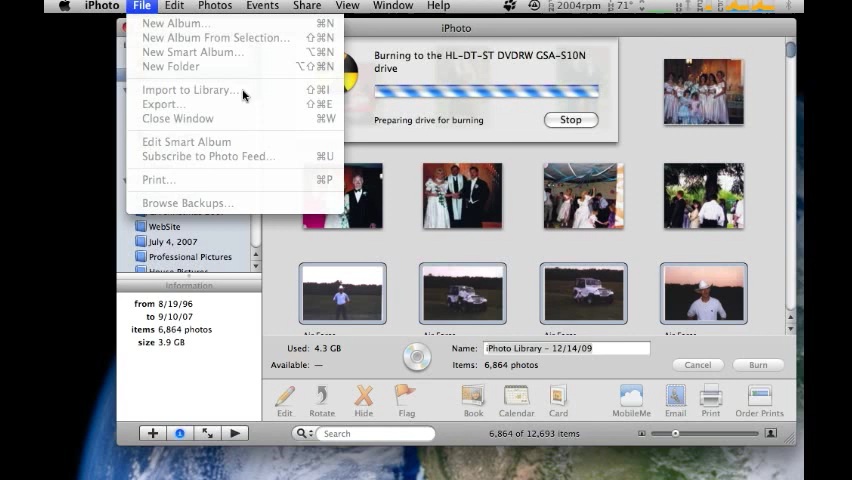 iPhoto File Edit Photos Events Share View Window Help 2004rpm 71°
New Album... ⌘N
New Album From Selection... ⇧⌘N
New Smart Album... ⌥⌘N
New Folder ⌥⇧⌘N
Import to Library... ⇧⌘I
Export... ⇧⌘E
Close Window ⌘W
Edit Smart Album
Subscribe to Photo Feed... ⌘U
Print... ⌘P
Browse Backups...
iPhoto
Burning to the HL-DT-ST DVDRW GSA-S10N
drive
Preparing drive for burning Stop
WebSite
July 4, 2007
Professional Pictures
House Pictures
Information
from 8/19/96
to 9/10/07
items 6,864 photos
size 3.9 GB
Used: 4.3 GB
Available: —
Name: iPhoto Library - 12/14/09
Items: 6,864 photos
Cancel Burn
Edit Rotate Hide Flag Book Calendar Card MobileMe Email Print Order Prints
Search
6,864 of 12,693 items